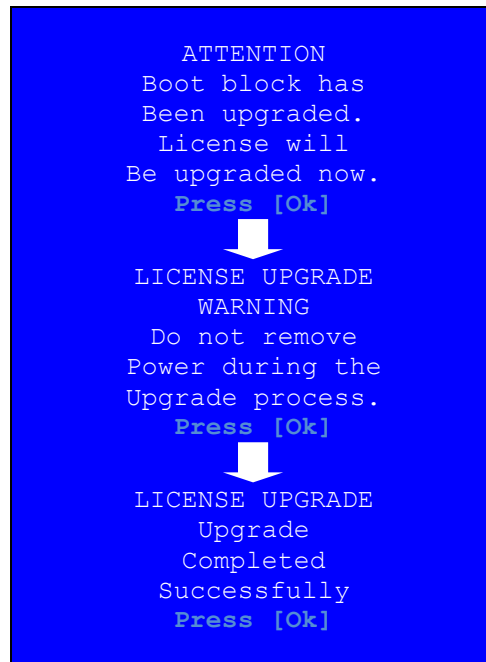 ATTENTION
Boot block has
Been upgraded.
License will
Be upgraded now.
Press [Ok]
LICENSE UPGRADE
WARNING
Do not remove
Power during the
Upgrade process.
Press [Ok]
LICENSE UPGRADE
Upgrade
Completed
Successfully
Press [Ok]